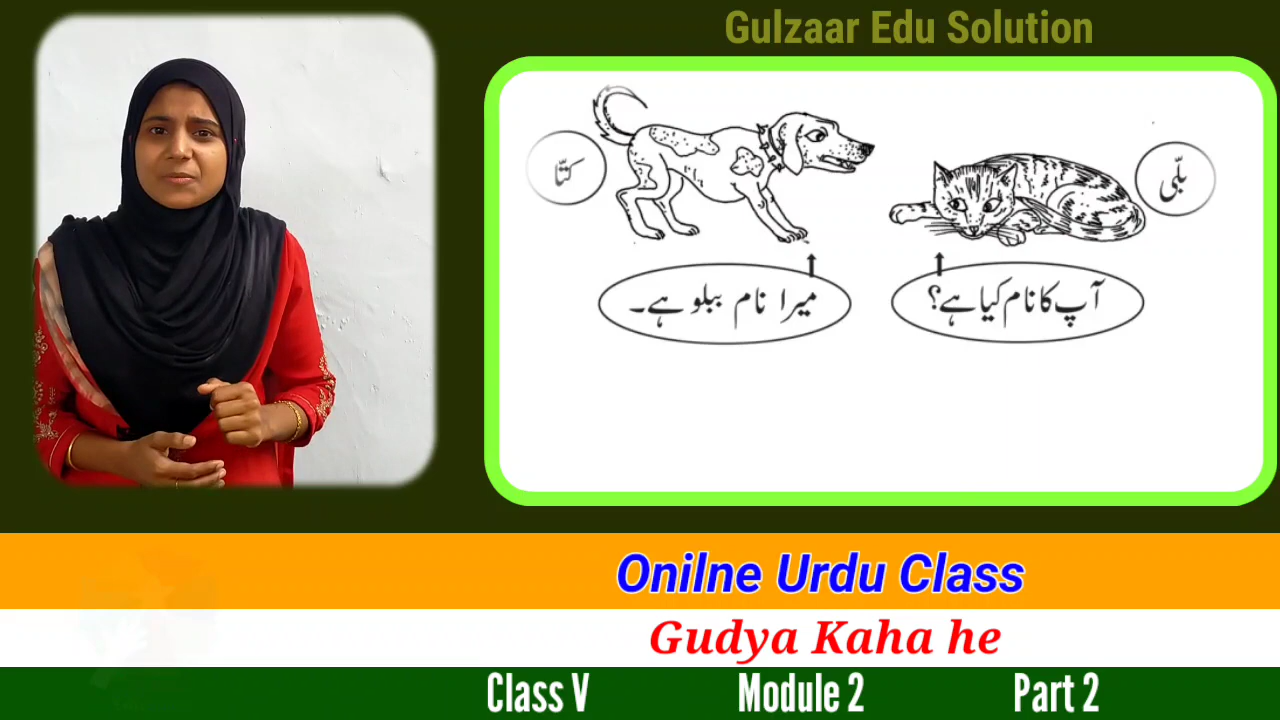 Gulzaar Edu Solution
کتّا
بلّی
آپ کا نام کیا ہے؟
میرا نام ببلو ہے۔
Onilne Urdu Class
Gudya Kaha he
Class V Module 2 Part 2